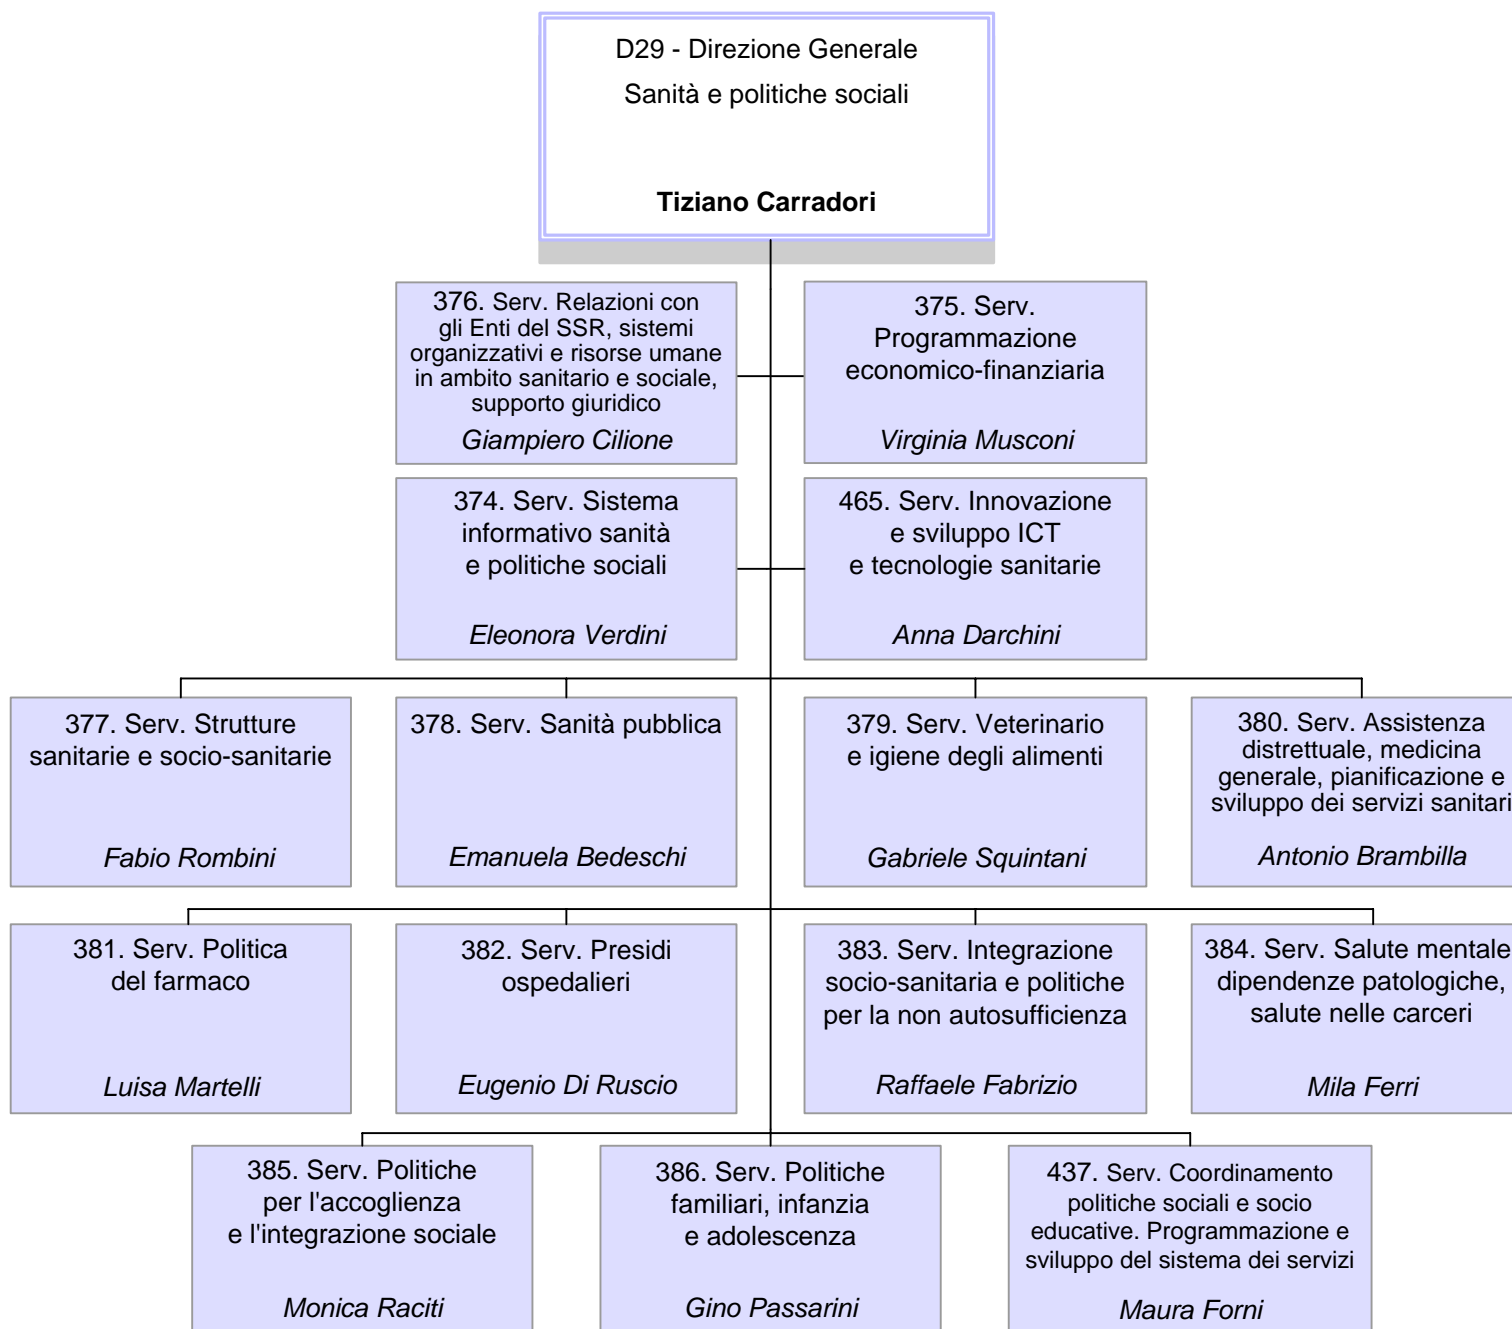 D29 - Direzione Generale
Sanità e politiche sociali
Tiziano Carradori
376. Serv. Relazioni con
gli Enti del SSR, sistemi
organizzativi e risorse umane
in ambito sanitario e sociale,
supporto giuridico
Giampiero Cilione
375. Serv.
Programmazione
economico-finanziaria
Virginia Musconi
374. Serv. Sistema
informativo sanità
e politiche sociali
Eleonora Verdini
465. Serv. Innovazione
e sviluppo ICT
e tecnologie sanitarie
Anna Darchini
377. Serv. Strutture
sanitarie e socio-sanitarie
Fabio Rombini
378. Serv. Sanità pubblica
Emanuela Bedeschi
379. Serv. Veterinario
e igiene degli alimenti
Gabriele Squintani
380. Serv. Assistenza
distrettuale, medicina
generale, pianificazione e
sviluppo dei servizi sanitari
Antonio Brambilla
381. Serv. Politica
del farmaco
Luisa Martelli
382. Serv. Presidi
ospedalieri
Eugenio Di Ruscio
383. Serv. Integrazione
socio-sanitaria e politiche
per la non autosufficienza
Raffaele Fabrizio
384. Serv. Salute mentale
dipendenze patologiche,
salute nelle carceri
Mila Ferri
385. Serv. Politiche
per l'accoglienza
e l'integrazione sociale
Monica Raciti
386. Serv. Politiche
familiari, infanzia
e adolescenza
Gino Passarini
437. Serv. Coordinamento
politiche sociali e socio
educative. Programmazione e
sviluppo del sistema dei servizi
Maura Forni